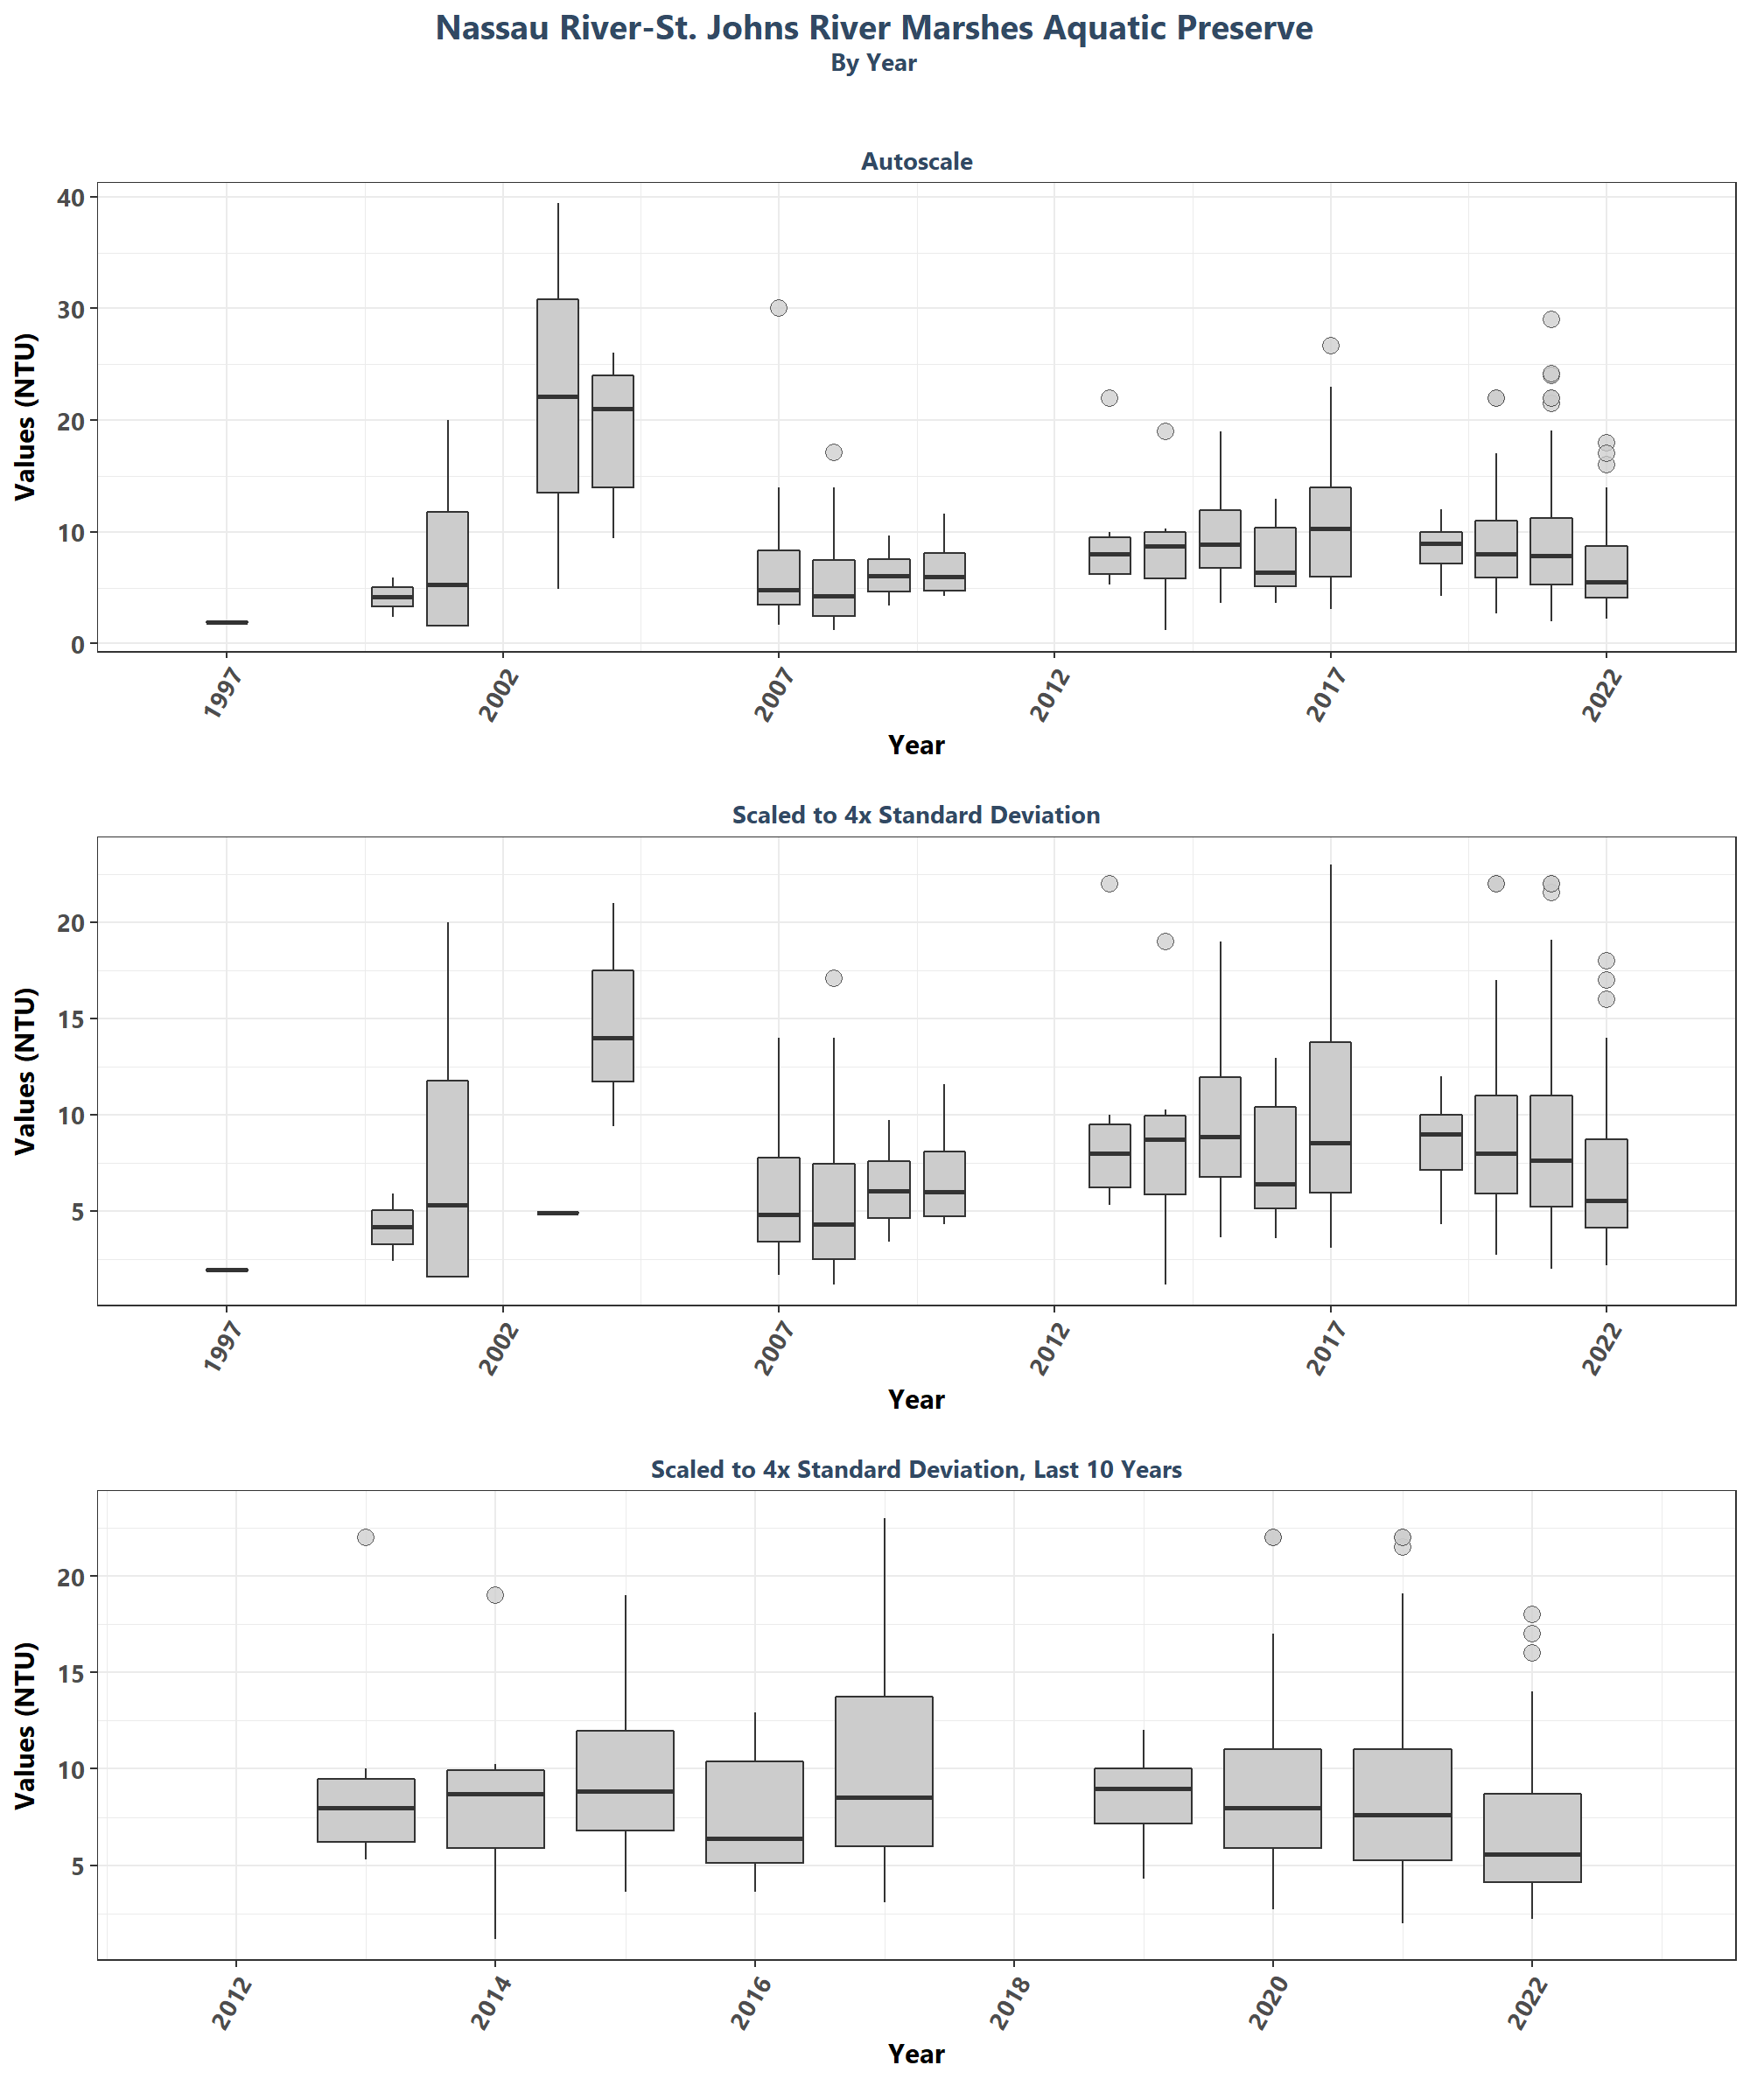 Nassau River-St. Johns River Marshes Aquatic Preserve
By Year
Autoscale
Values (NTU)
40
30
20
10
0
1997
2002
2007
2012
2017
2022
Year
Scaled to 4x Standard Deviation
Values (NTU)
20
15
10
5
1997
2002
2007
2012
2017
2022
Year
Scaled to 4x Standard Deviation, Last 10 Years
Values (NTU)
20
15
10
5
2012
2014
2016
2018
2020
2022
Year